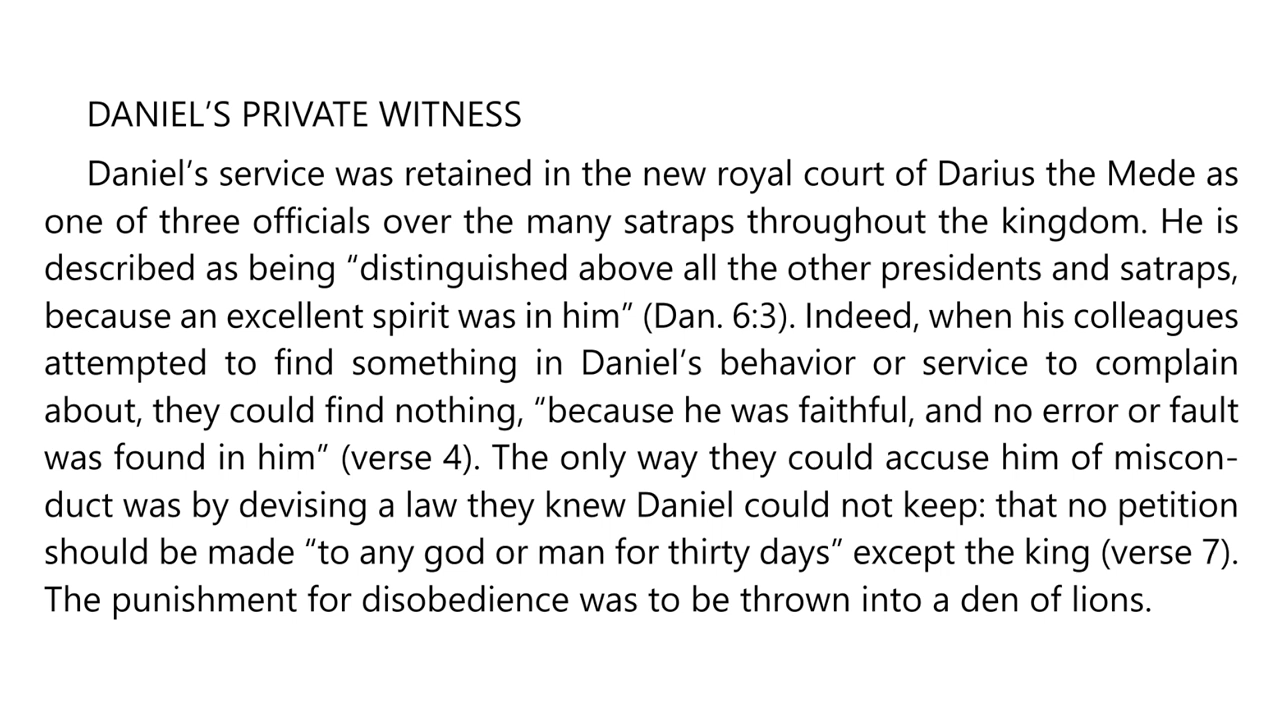 DANIEL’S PRIVATE WITNESS
Daniel’s service was retained in the new royal court of Darius the Mede as
one of three officials over the many satraps throughout the kingdom. He is
described as being “distinguished above all the other presidents and satraps,
because an excellent spirit was in him” (Dan. 6:3). Indeed, when his colleagues
attempted to find something in Daniel’s behavior or service to complain
about, they could find nothing, “because he was faithful, and no error or fault
was found in him” (verse 4). The only way they could accuse him of miscon-
duct was by devising a law they knew Daniel could not keep: that no petition
should be made “to any god or man for thirty days” except the king (verse 7).
The punishment for disobedience was to be thrown into a den of lions.